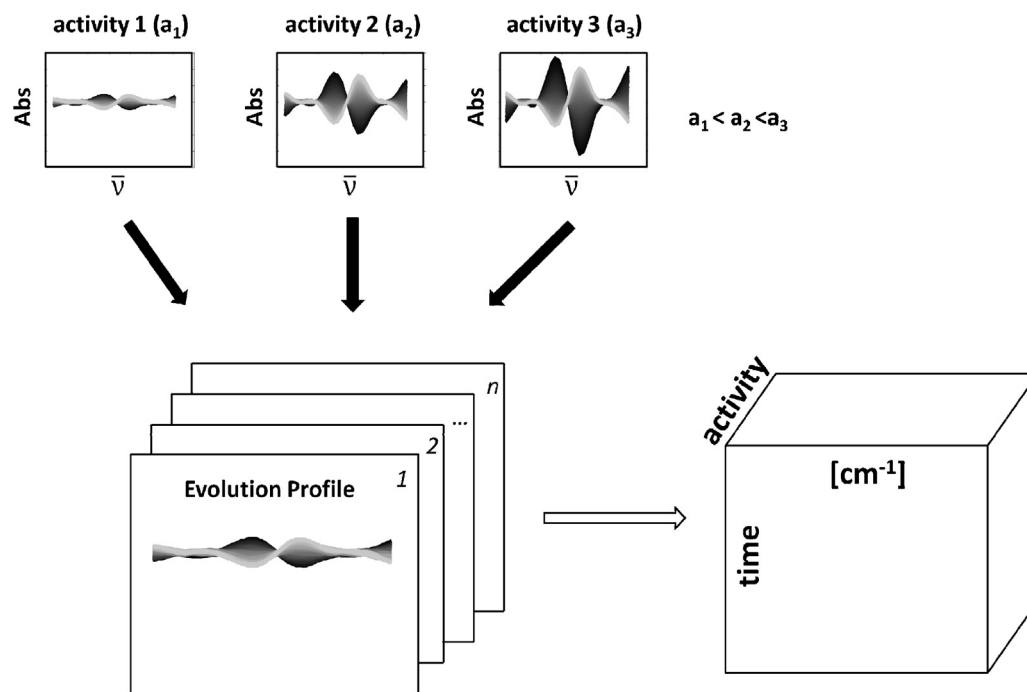 activity 1 (a₁)
activity 2 (a₂)
activity 3 (a₃)
Abs
Abs
Abs
a₁ < a₂ <a₃
ν̅
ν̅
ν̅
n
...
2
1
Evolution Profile
activity
[cm⁻¹]
time